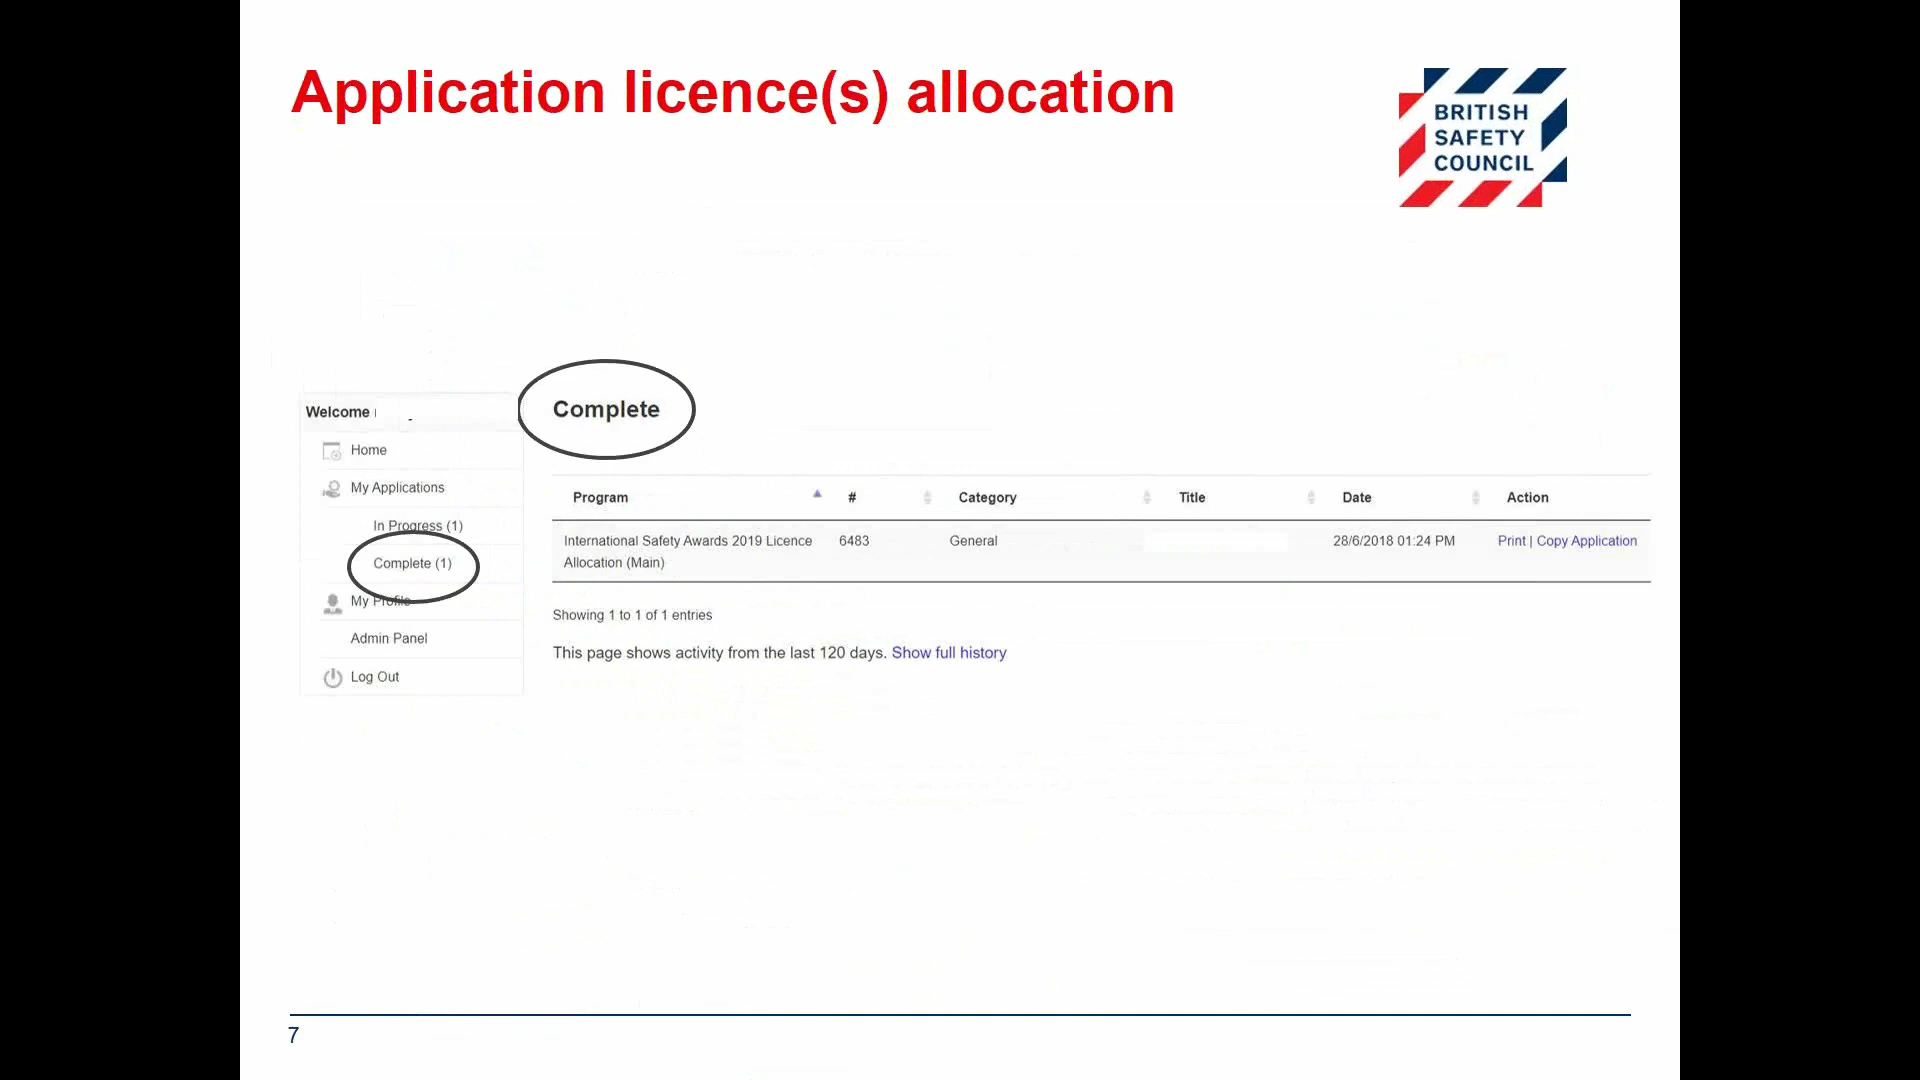 Application licence(s) allocation
BRITISH
SAFETY
COUNCIL
Welcome
Home
My Applications
In Progress (1)
Complete (1)
My Profile
Admin Panel
Log Out
Complete
Program # Category Title Date Action
International Safety Awards 2019 Licence 6483 General 28/6/2018 01:24 PM Print | Copy Application
Allocation (Main)
Showing 1 to 1 of 1 entries
This page shows activity from the last 120 days. Show full history
7